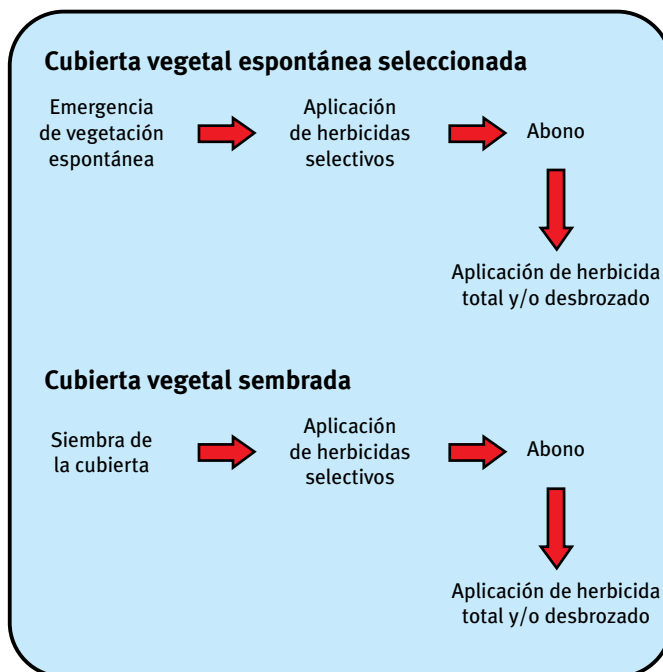 Cubierta vegetal espontánea seleccionada
Emergencia
de vegetación
espontánea
Aplicación
de herbicidas
selectivos
Abono
Aplicación de herbicida
total y/o desbrozado
Cubierta vegetal sembrada
Siembra de
la cubierta
Aplicación
de herbicidas
selectivos
Abono
Aplicación de herbicida
total y/o desbrozado